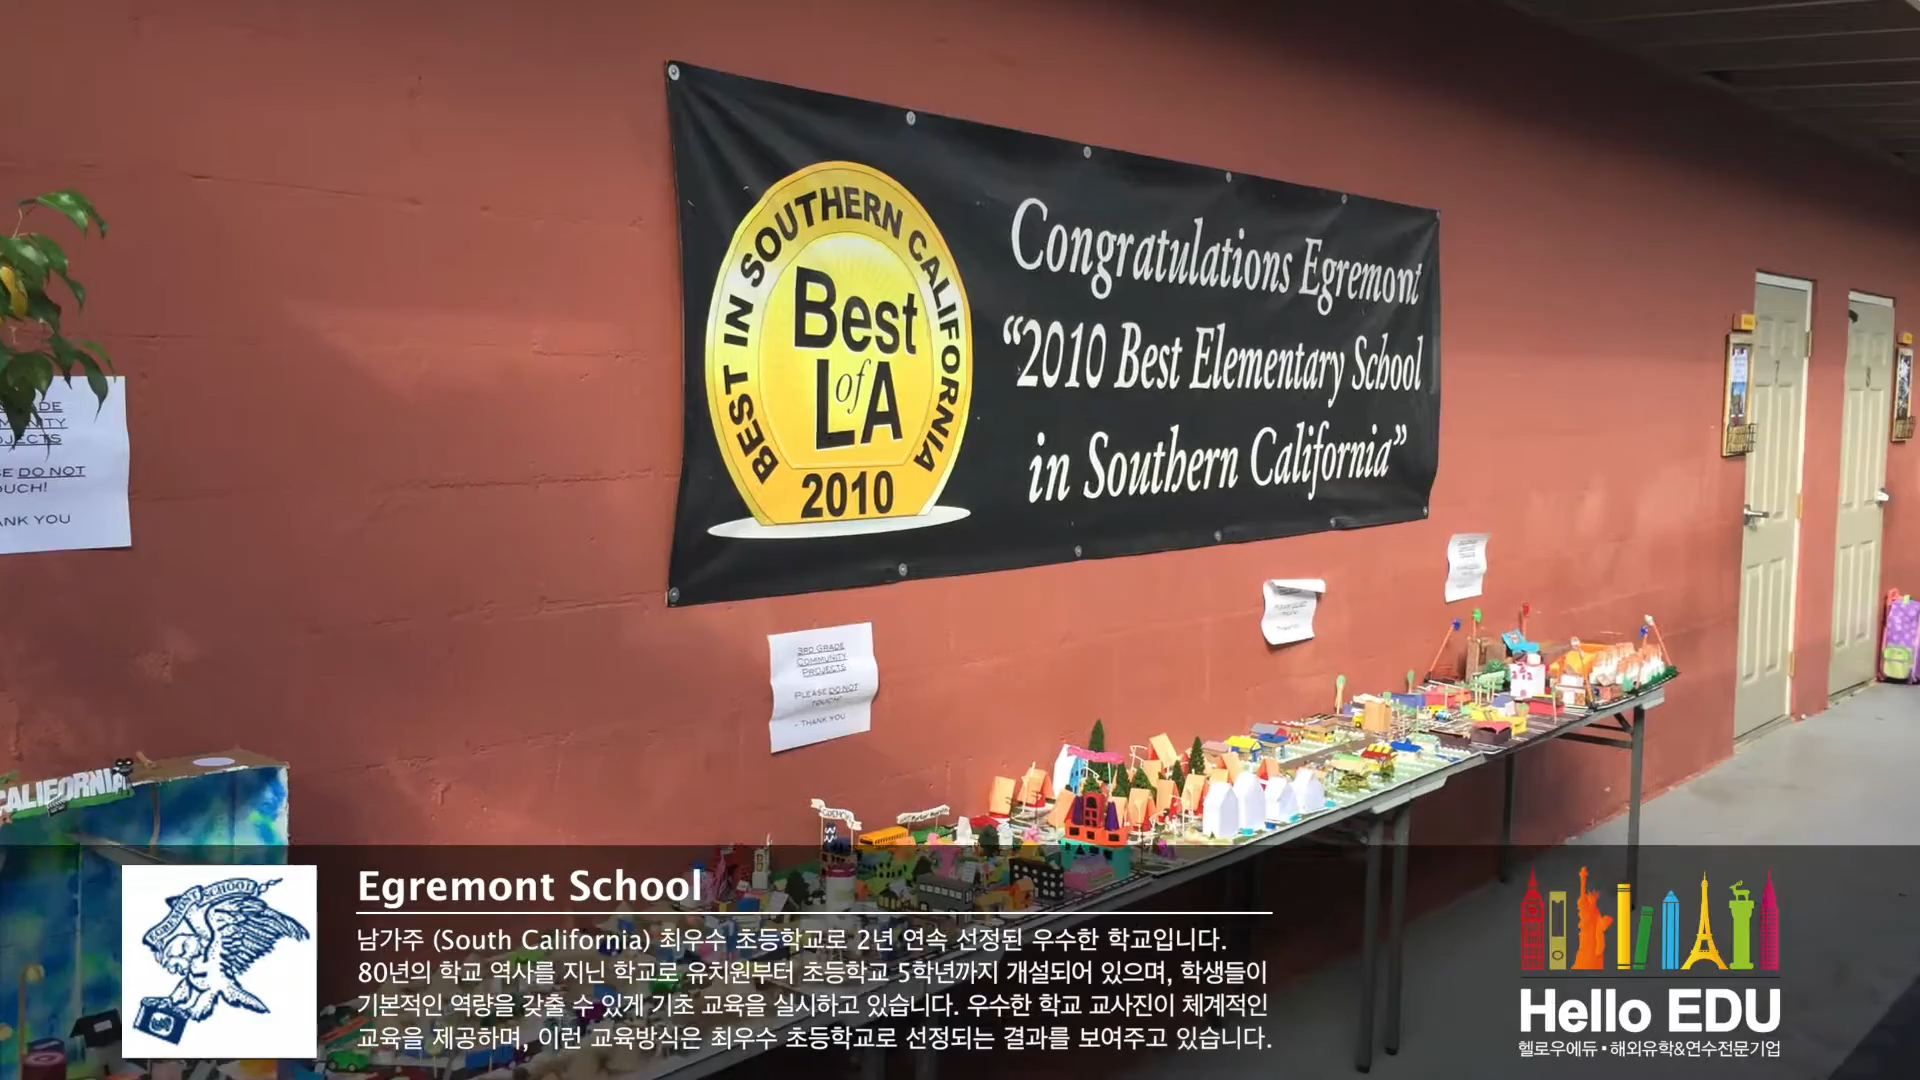 BEST IN SOUTHERN CALIFORNIA
Best
of
LA
2010
Congratulations Egremont
“2010 Best Elementary School
in Southern California”
DO NOT
OUCH!
ANK YOU
3RD GRADE
COMMUNITY
PROJECTS
PLEASE DO NOT
TOUCH!
- THANK YOU
CALIFORNIA
7
8
Egremont School
남가주 (South California) 최우수 초등학교로 2년 연속 선정된 우수한 학교입니다.
80년의 학교 역사를 지닌 학교로 유치원부터 초등학교 5학년까지 개설되어 있으며, 학생들이
기본적인 역량을 갖출 수 있게 기초 교육을 실시하고 있습니다. 우수한 학교 교사진이 체계적인
교육을 제공하며, 이런 교육방식은 최우수 초등학교로 선정되는 결과를 보여주고 있습니다.
Hello EDU
헬로우에듀 • 해외유학&연수전문기업